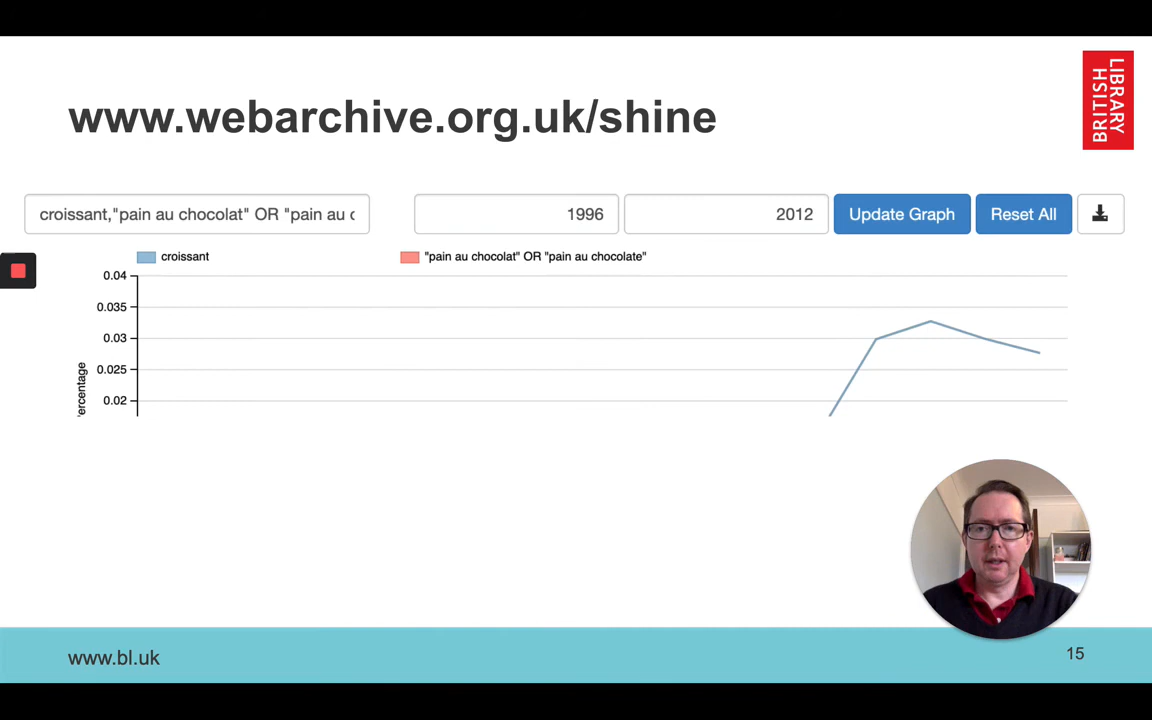 www.webarchive.org.uk/shine
LIBRARY
BRITISH
croissant,"pain au chocolat" OR "pain au c
1996
2012
Update Graph
Reset All
croissant
"pain au chocolat" OR "pain au chocolate"
0.04
0.035
0.03
0.025
0.02
ercentage
www.bl.uk
15